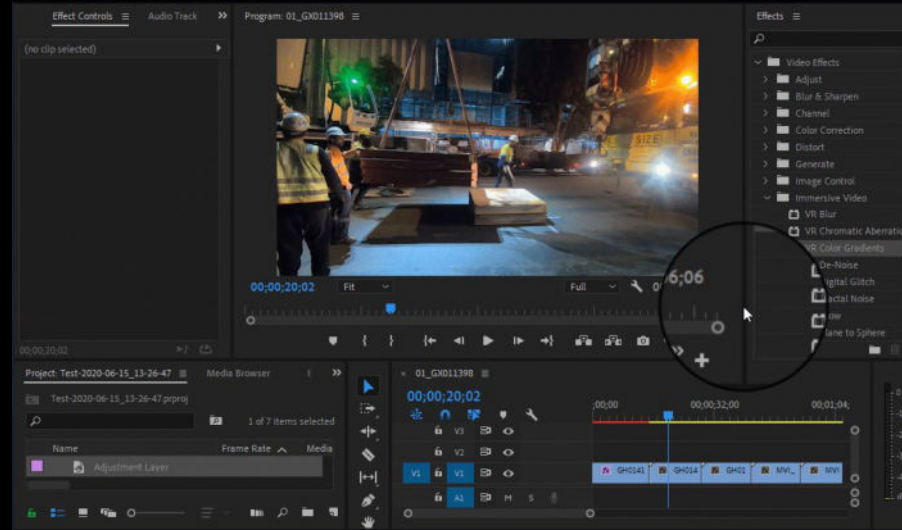 Effect Controls
Audio Track
Program: 01_GX011398
Effects
(no clip selected)
Video Effects
Adjust
Blur & Sharpen
Channel
Color Correction
Distort
Generate
Image Control
Immersive Video
VR Blur
VR Chromatic Aberratio
VR Color Gradients
De-Noise
igital Glitch
actal Noise
ow
lane to Sphere
SIZE
00;00;20;02
Fit
Full
6;06
00;00;20;02
Project: Test-2020-06-15_13-26-47
Media Browser
Test-2020-06-15_13-26-47.prproj
1 of 7 items selected
Name
Frame Rate
Media
Adjustment Layer
01_GX011398
00;00;20;02
;00;00
00;00;32;00
00;01;04;
V3
V2
V1 V1
A1 M S
fx GH0141
GH014
GH01
MVI_
MVI